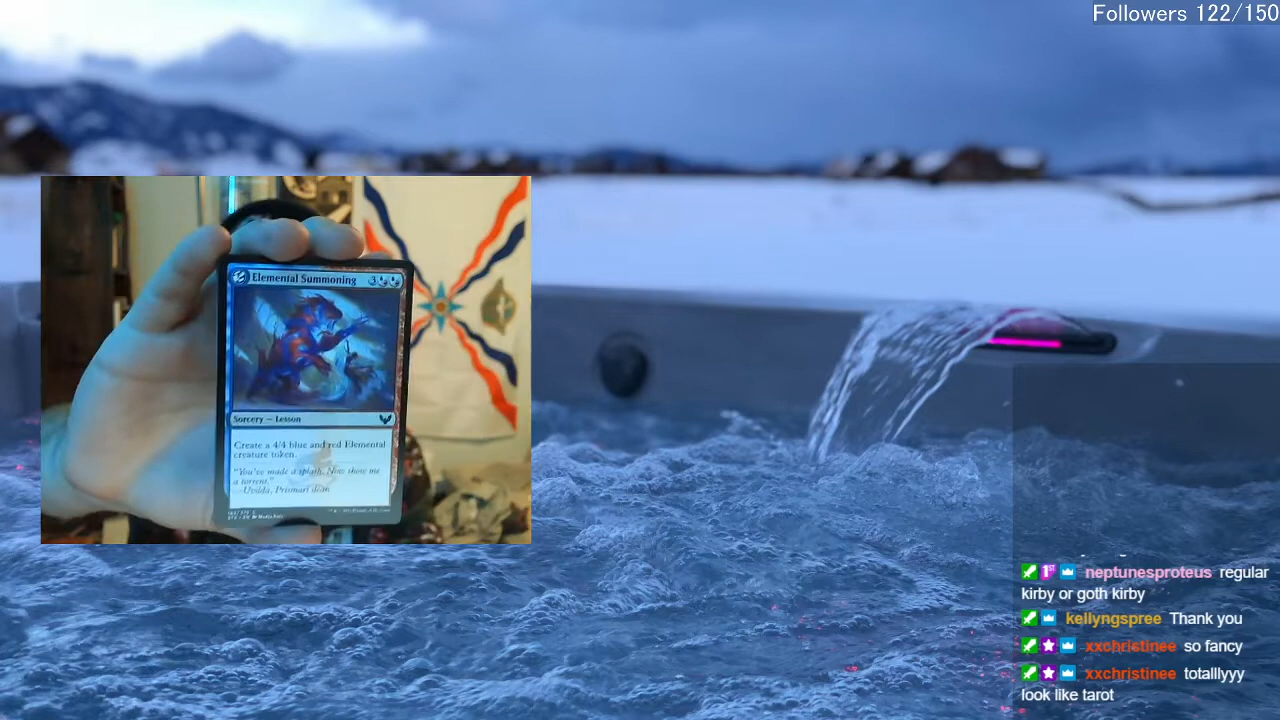 Followers 122/150
Elemental Summoning 3
Sorcery — Lesson
Create a 4/4 blue and red Elemental
creature token.
"You've made a splash. Now show me
a torrent."
neptunesproteus regular
kirby or goth kirby
kellyngspree Thank you
xxchristinee so fancy
xxchristinee totalllyyy
look like tarot